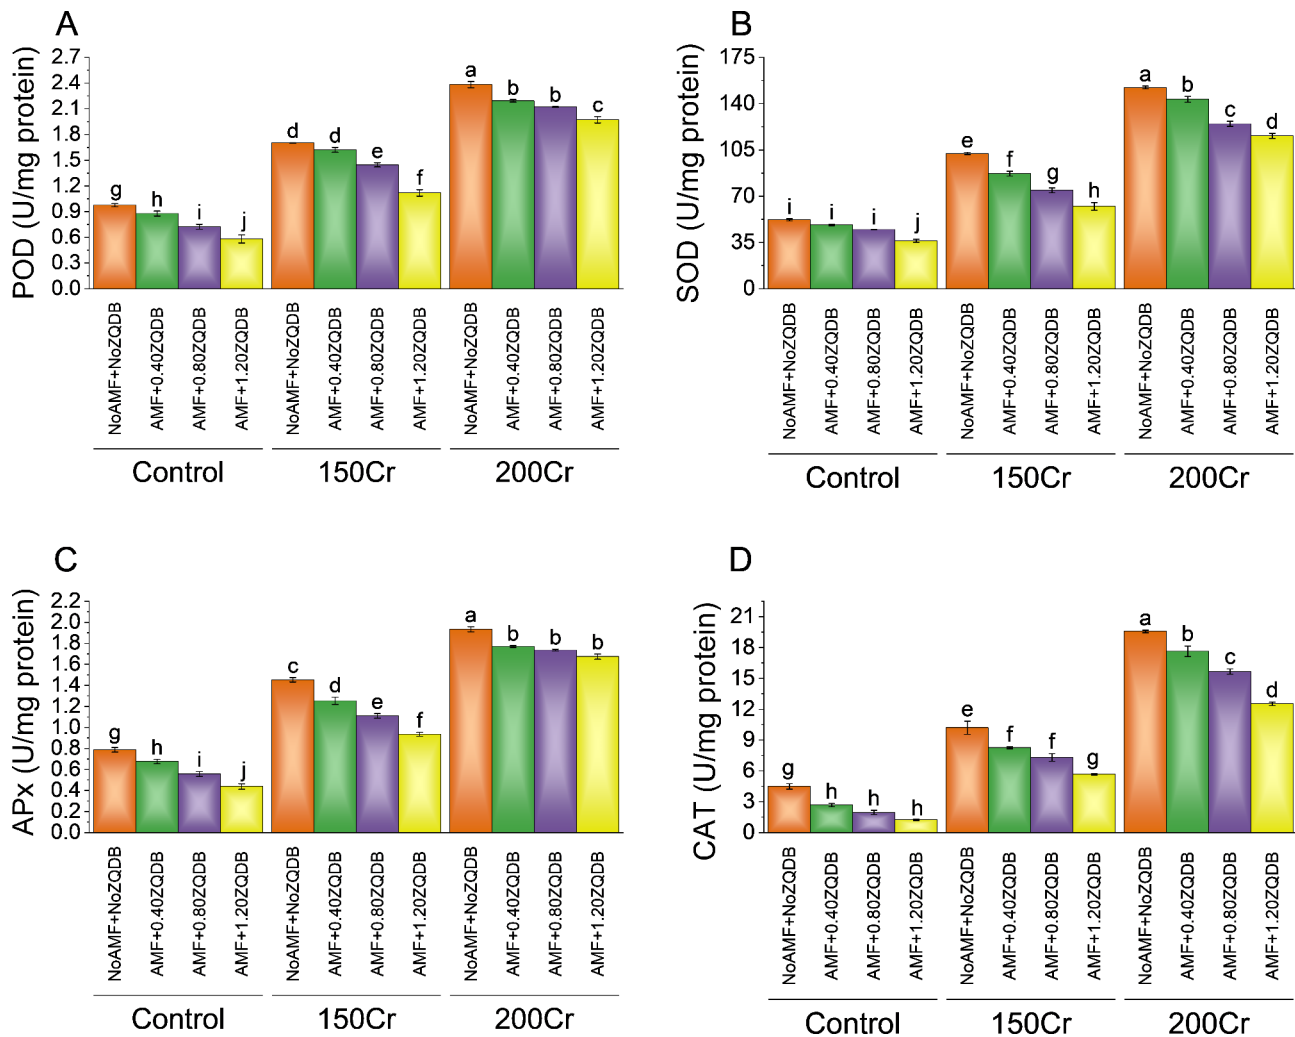 A
POD (U/mg protein)
2.7
2.4
2.1
1.8
1.5
1.2
0.9
0.6
0.3
0.0
g h i j d d e f a b b c
NoAMF+NoZQDB
AMF+0.40ZQDB
AMF+0.80ZQDB
AMF+1.20ZQDB
NoAMF+NoZQDB
AMF+0.40ZQDB
AMF+0.80ZQDB
AMF+1.20ZQDB
NoAMF+NoZQDB
AMF+0.40ZQDB
AMF+0.80ZQDB
AMF+1.20ZQDB
Control 150Cr 200Cr
B
SOD (U/mg protein)
175
140
105
70
35
0
i i i j e f g h a b c d
NoAMF+NoZQDB
AMF+0.40ZQDB
AMF+0.80ZQDB
AMF+1.20ZQDB
NoAMF+NoZQDB
AMF+0.40ZQDB
AMF+0.80ZQDB
AMF+1.20ZQDB
NoAMF+NoZQDB
AMF+0.40ZQDB
AMF+0.80ZQDB
AMF+1.20ZQDB
Control 150Cr 200Cr
C
APx (U/mg protein)
2.2
2.0
1.8
1.6
1.4
1.2
1.0
0.8
0.6
0.4
0.2
0.0
g h i j c d e f a b b b
NoAMF+NoZQDB
AMF+0.40ZQDB
AMF+0.80ZQDB
AMF+1.20ZQDB
NoAMF+NoZQDB
AMF+0.40ZQDB
AMF+0.80ZQDB
AMF+1.20ZQDB
NoAMF+NoZQDB
AMF+0.40ZQDB
AMF+0.80ZQDB
AMF+1.20ZQDB
Control 150Cr 200Cr
D
CAT (U/mg protein)
21
18
15
12
9
6
3
0
g h h h e f f g a b c d
NoAMF+NoZQDB
AMF+0.40ZQDB
AMF+0.80ZQDB
AMF+1.20ZQDB
NoAMF+NoZQDB
AMF+0.40ZQDB
AMF+0.80ZQDB
AMF+1.20ZQDB
NoAMF+NoZQDB
AMF+0.40ZQDB
AMF+0.80ZQDB
AMF+1.20ZQDB
Control 150Cr 200Cr